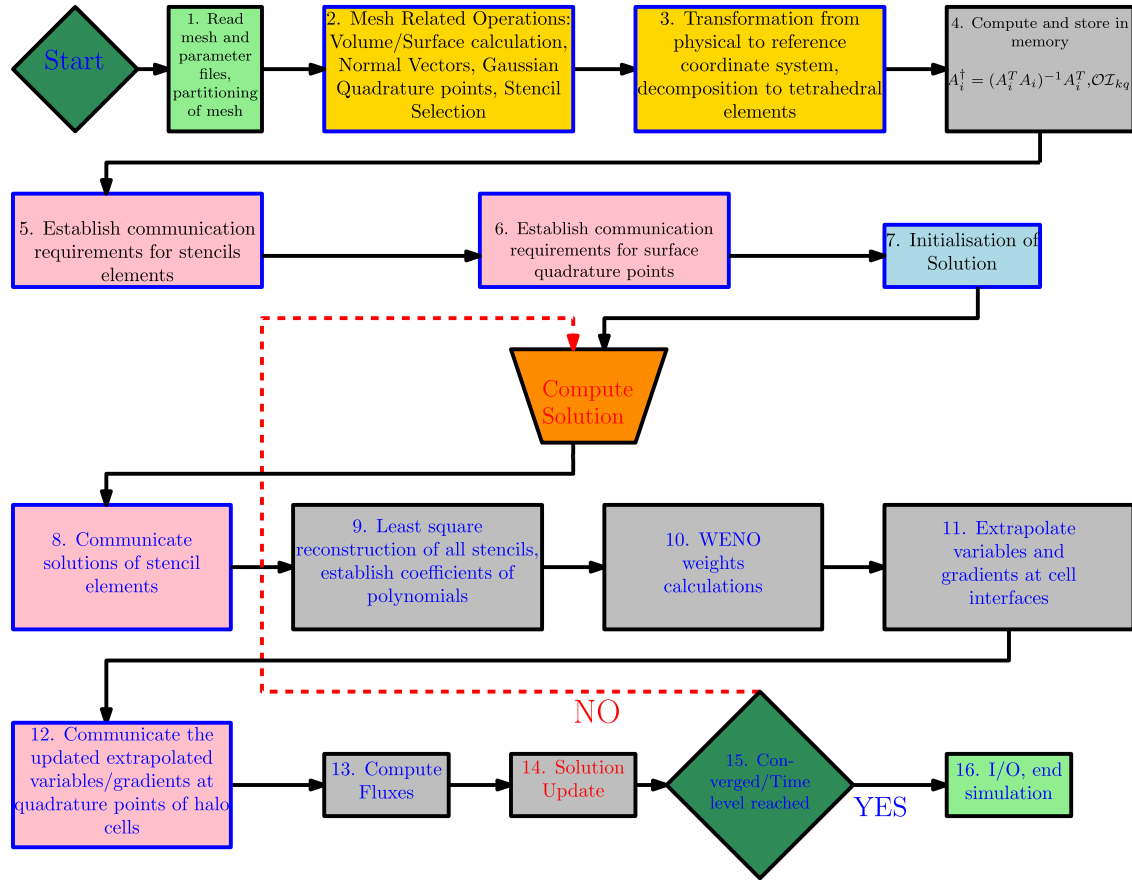 Start
1. Read
mesh and
parameter
files,
partitioning
of mesh
2. Mesh Related Operations:
Volume/Surface calculation,
Normal Vectors, Gaussian
Quadrature points, Stencil
Selection
3. Transformation from
physical to reference
coordinate system,
decomposition to tetrahedral
elements
4. Compute and store in
memory
$A_i^\dagger = (A_i^T A_i)^{-1} A_i^T, \mathcal{OI}_{kq}$
5. Establish communication
requirements for stencils
elements
6. Establish communication
requirements for surface
quadrature points
7. Initialisation of
Solution
Compute
Solution
8. Communicate
solutions of stencil
elements
9. Least square
reconstruction of all stencils,
establish coefficients of
polynomials
10. WENO
weights
calculations
11. Extrapolate
variables and
gradients at cell
interfaces
NO
12. Communicate the
updated extrapolated
variables/gradients at
quadrature points of halo
cells
13. Compute
Fluxes
14. Solution
Update
15. Con-
verged/Time
level reached
YES
16. I/O, end
simulation